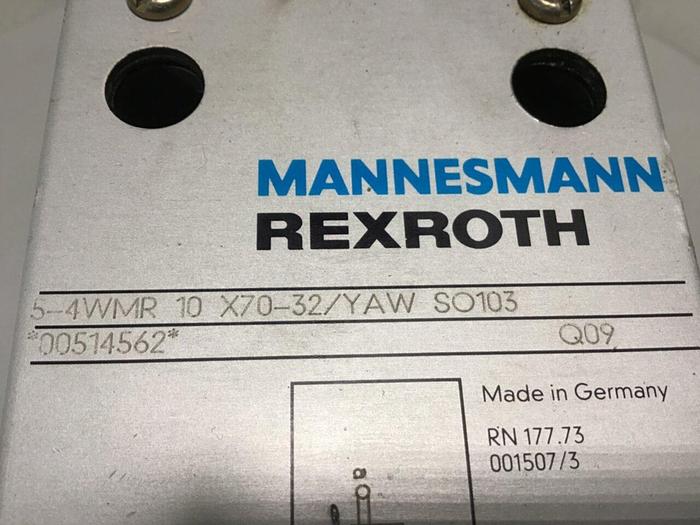 MANNESMANN
REXROTH
5-4WMR 10 X70-32/YAW SO103
*00514562* Q09
Made in Germany
RN 177.73
001507/3
a